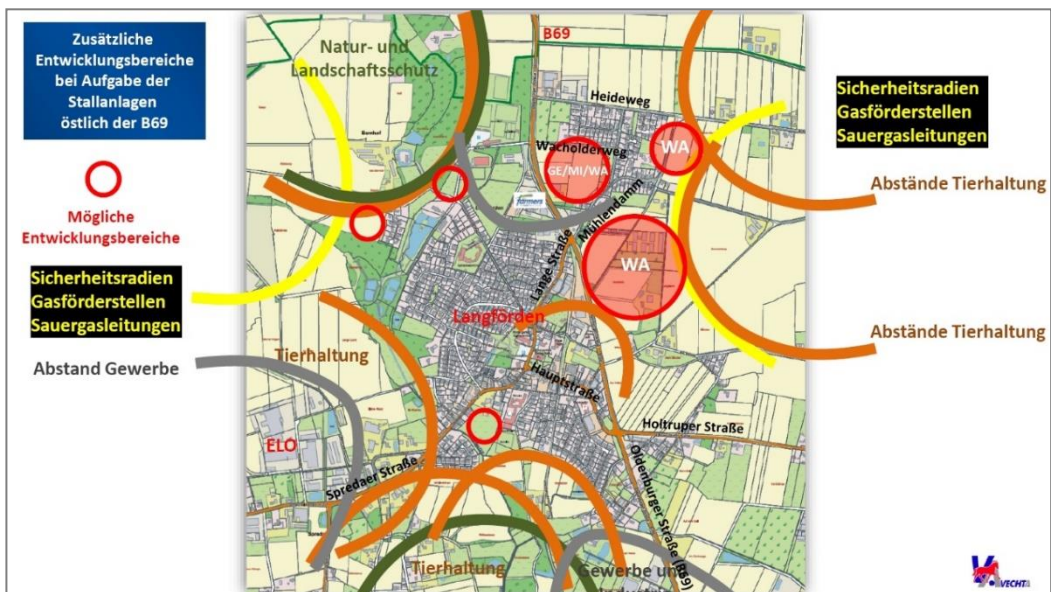 Zusätzliche
Entwicklungsbereiche
bei Aufgabe der
Stallanlagen
östlich der B69
Mögliche
Entwicklungsbereiche
Sicherheitsradien
Gasförderstellen
Sauergasleitungen
Abstand Gewerbe
Natur- und
Landschaftsschutz
B69
Heideweg
Wacholderweg
GE/MI/WA
WA
Mühlendamm
WA
Lange Straße
Langförden
Tierhaltung
Hauptstraße
Holtruper Straße
ELO
Spredaer Straße
Oldenburger Straße (B69)
Tierhaltung
Gewerbe und
Sicherheitsradien
Gasförderstellen
Sauergasleitungen
Abstände Tierhaltung
Abstände Tierhaltung
VECHTA